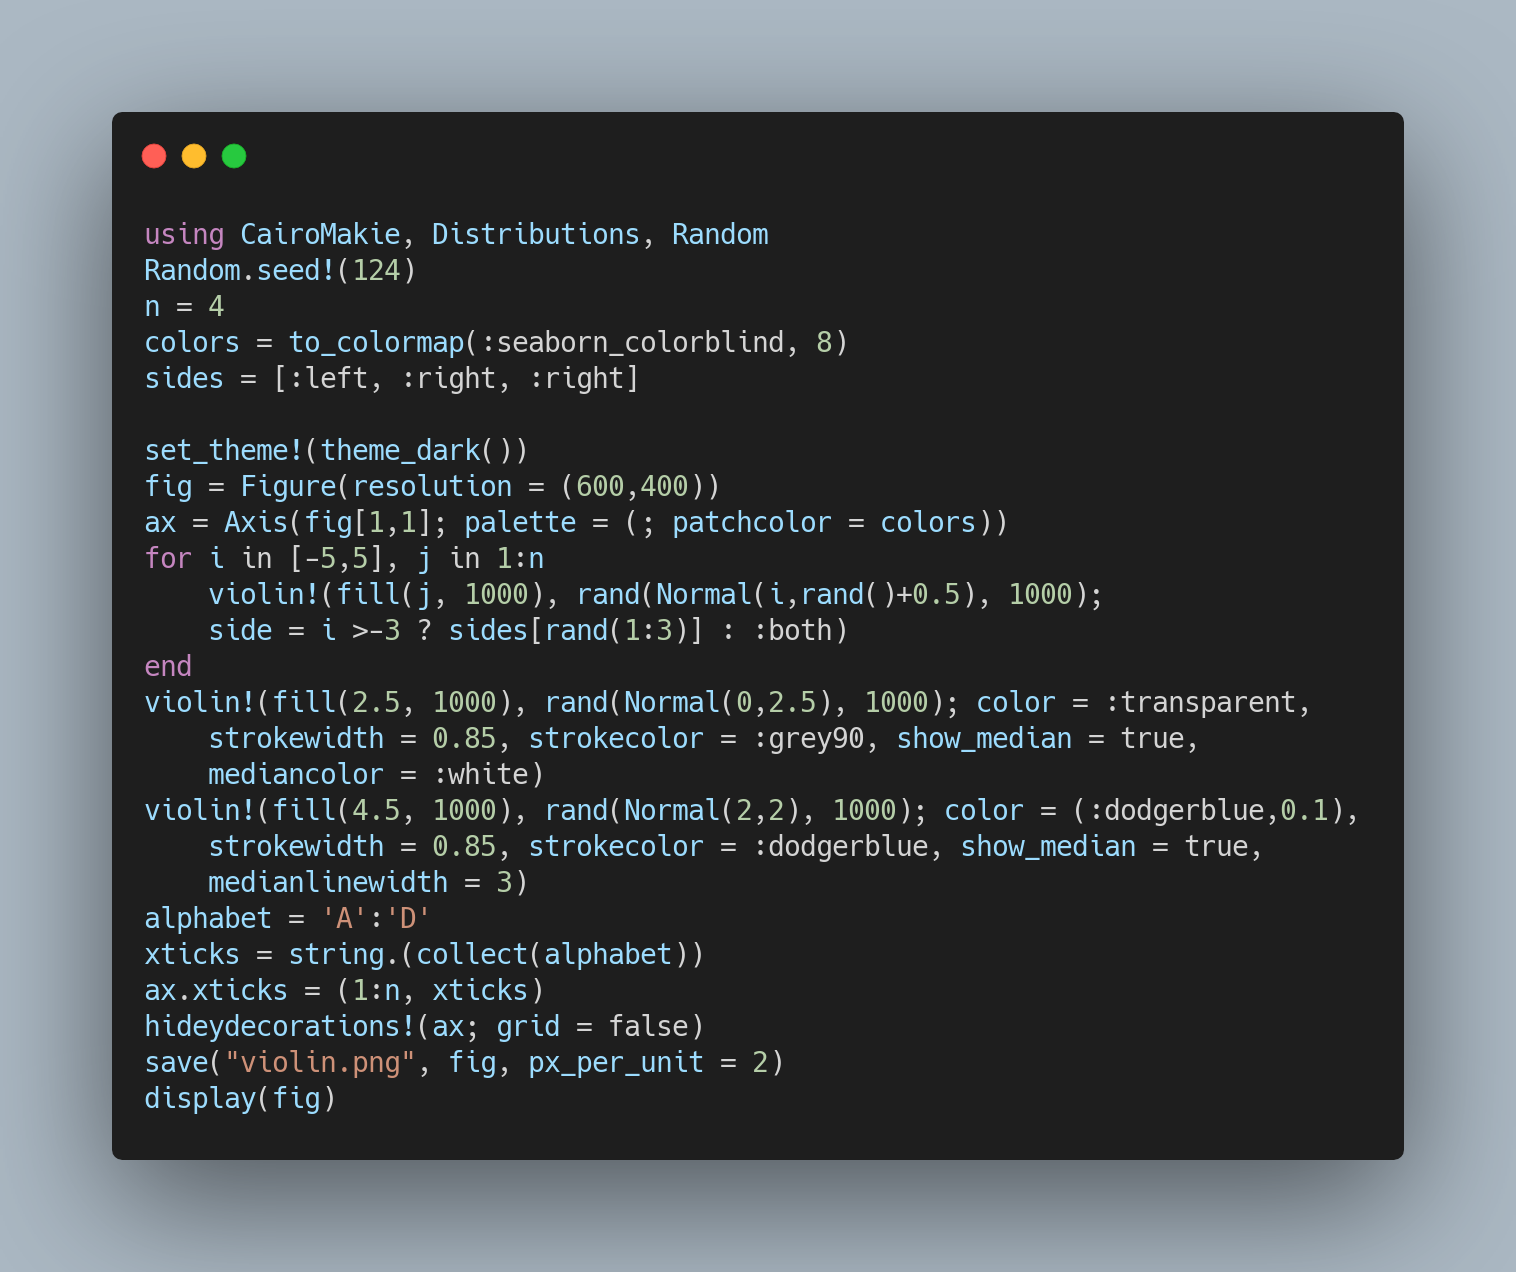 using CairoMakie, Distributions, Random
Random.seed!(124)
n = 4
colors = to_colormap(:seaborn_colorblind, 8)
sides = [:left, :right, :right]

set_theme!(theme_dark())
fig = Figure(resolution = (600,400))
ax = Axis(fig[1,1]; palette = (; patchcolor = colors))
for i in [-5,5], j in 1:n
    violin!(fill(j, 1000), rand(Normal(i,rand()+0.5), 1000);
    side = i >-3 ? sides[rand(1:3)] : :both)
end
violin!(fill(2.5, 1000), rand(Normal(0,2.5), 1000); color = :transparent,
    strokewidth = 0.85, strokecolor = :grey90, show_median = true,
    mediancolor = :white)
violin!(fill(4.5, 1000), rand(Normal(2,2), 1000); color = (:dodgerblue,0.1),
    strokewidth = 0.85, strokecolor = :dodgerblue, show_median = true,
    medianlinewidth = 3)
alphabet = 'A':'D'
xticks = string.(collect(alphabet))
ax.xticks = (1:n, xticks)
hideydecorations!(ax; grid = false)
save("violin.png", fig, px_per_unit = 2)
display(fig)